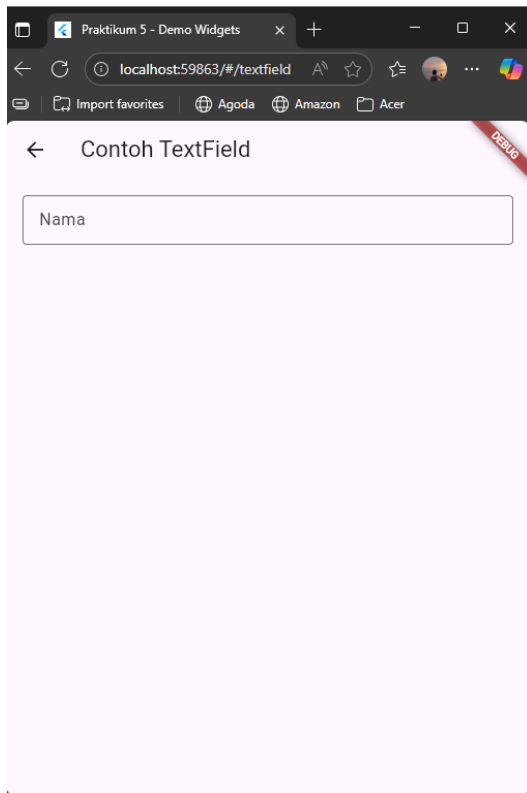 Praktikum 5 - Demo Widgets
localhost:59863/#/textfield
Import favorites
Agoda
Amazon
Acer
DEBUG
Contoh TextField
Nama